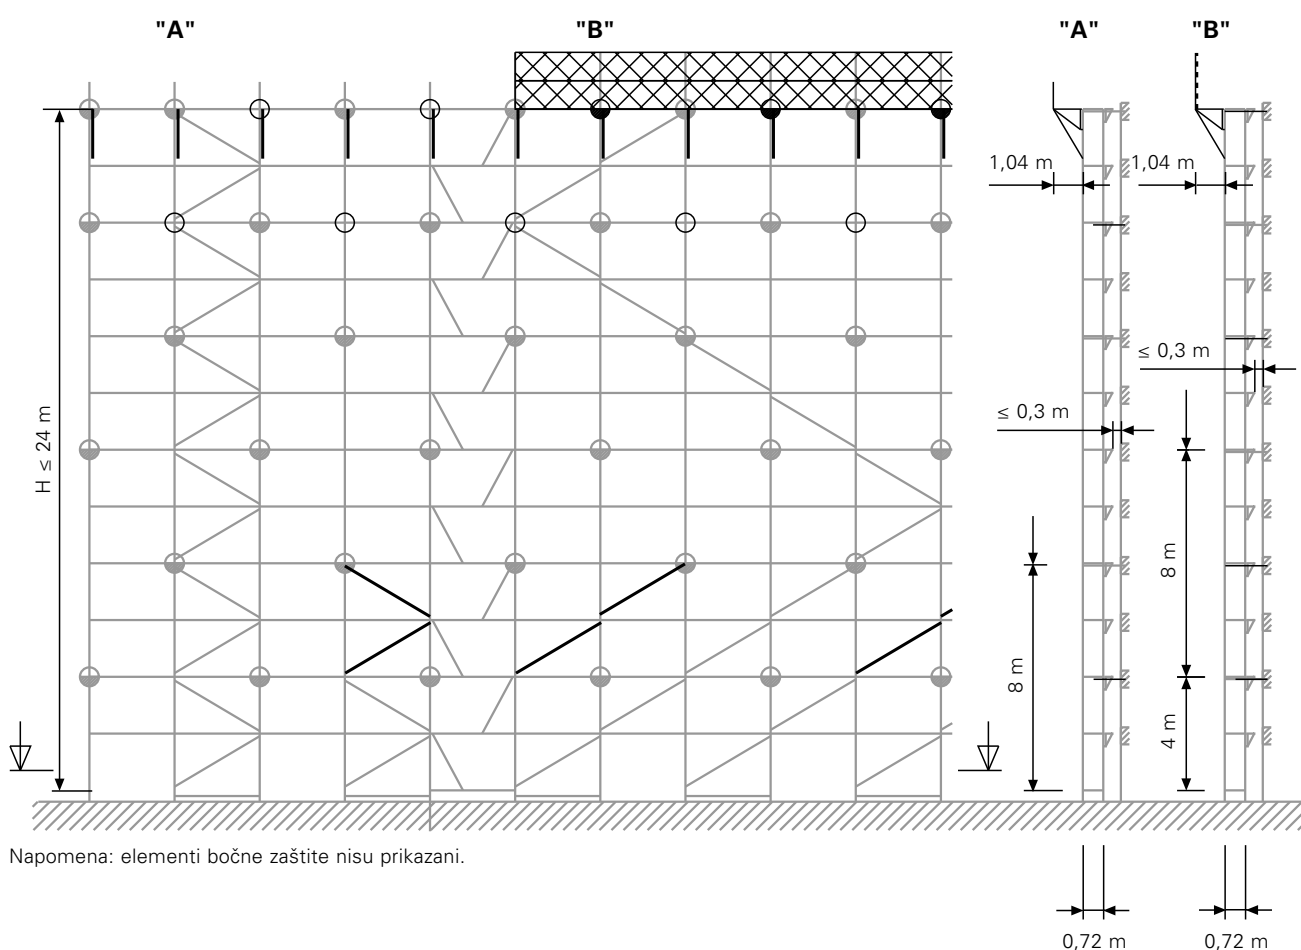 "A"
"B"
"A"
"B"
1,04 m
1,04 m
≤ 0,3 m
≤ 0,3 m
H ≤ 24 m
8 m
8 m
4 m
Napomena: elementi bočne zaštite nisu prikazani.
0,72 m
0,72 m